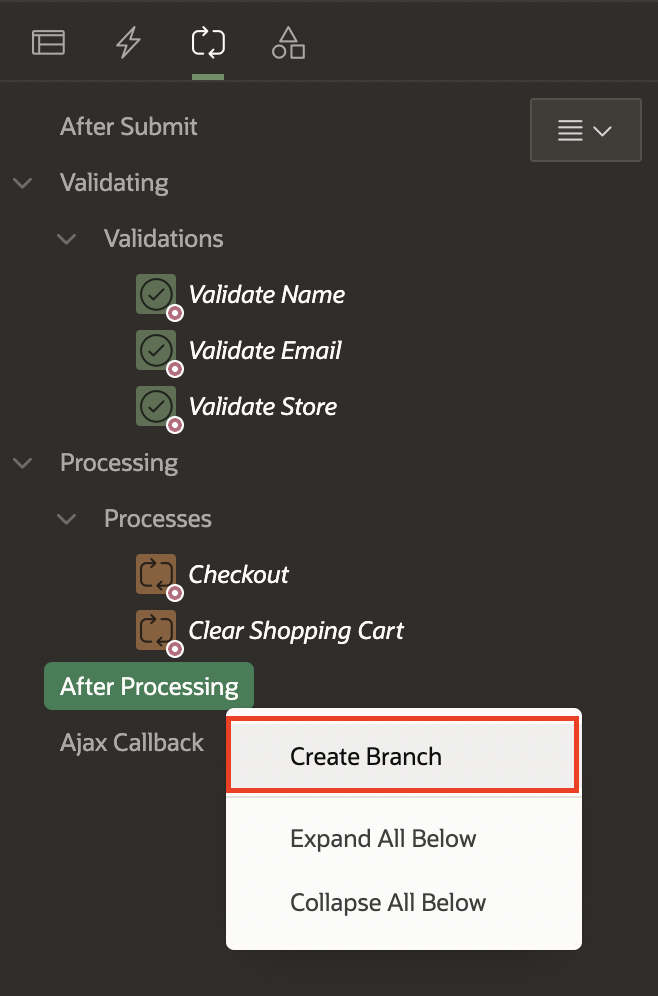 After Submit
Validating
Validations
Validate Name
Validate Email
Validate Store
Processing
Processes
Checkout
Clear Shopping Cart
After Processing
Ajax Callback
Create Branch
Expand All Below
Collapse All Below